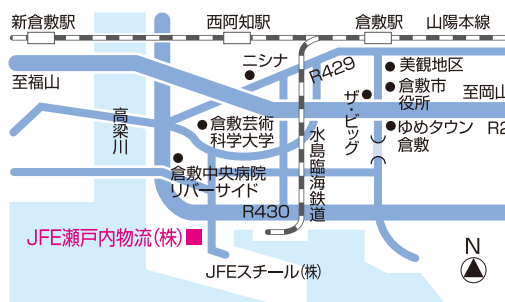 新倉敷駅
西阿知駅
倉敷駅
山陽本線
ニシナ
R429
美観地区
倉敷市
役所
至福山
ザ・ビッグ
至岡山
高梁川
倉敷芸術
科学大学
水島臨海鉄道
ゆめタウン
倉敷
R2
倉敷中央病院
リバーサイド
R430
JFE瀬戸内物流(株)
JFEスチール(株)
N